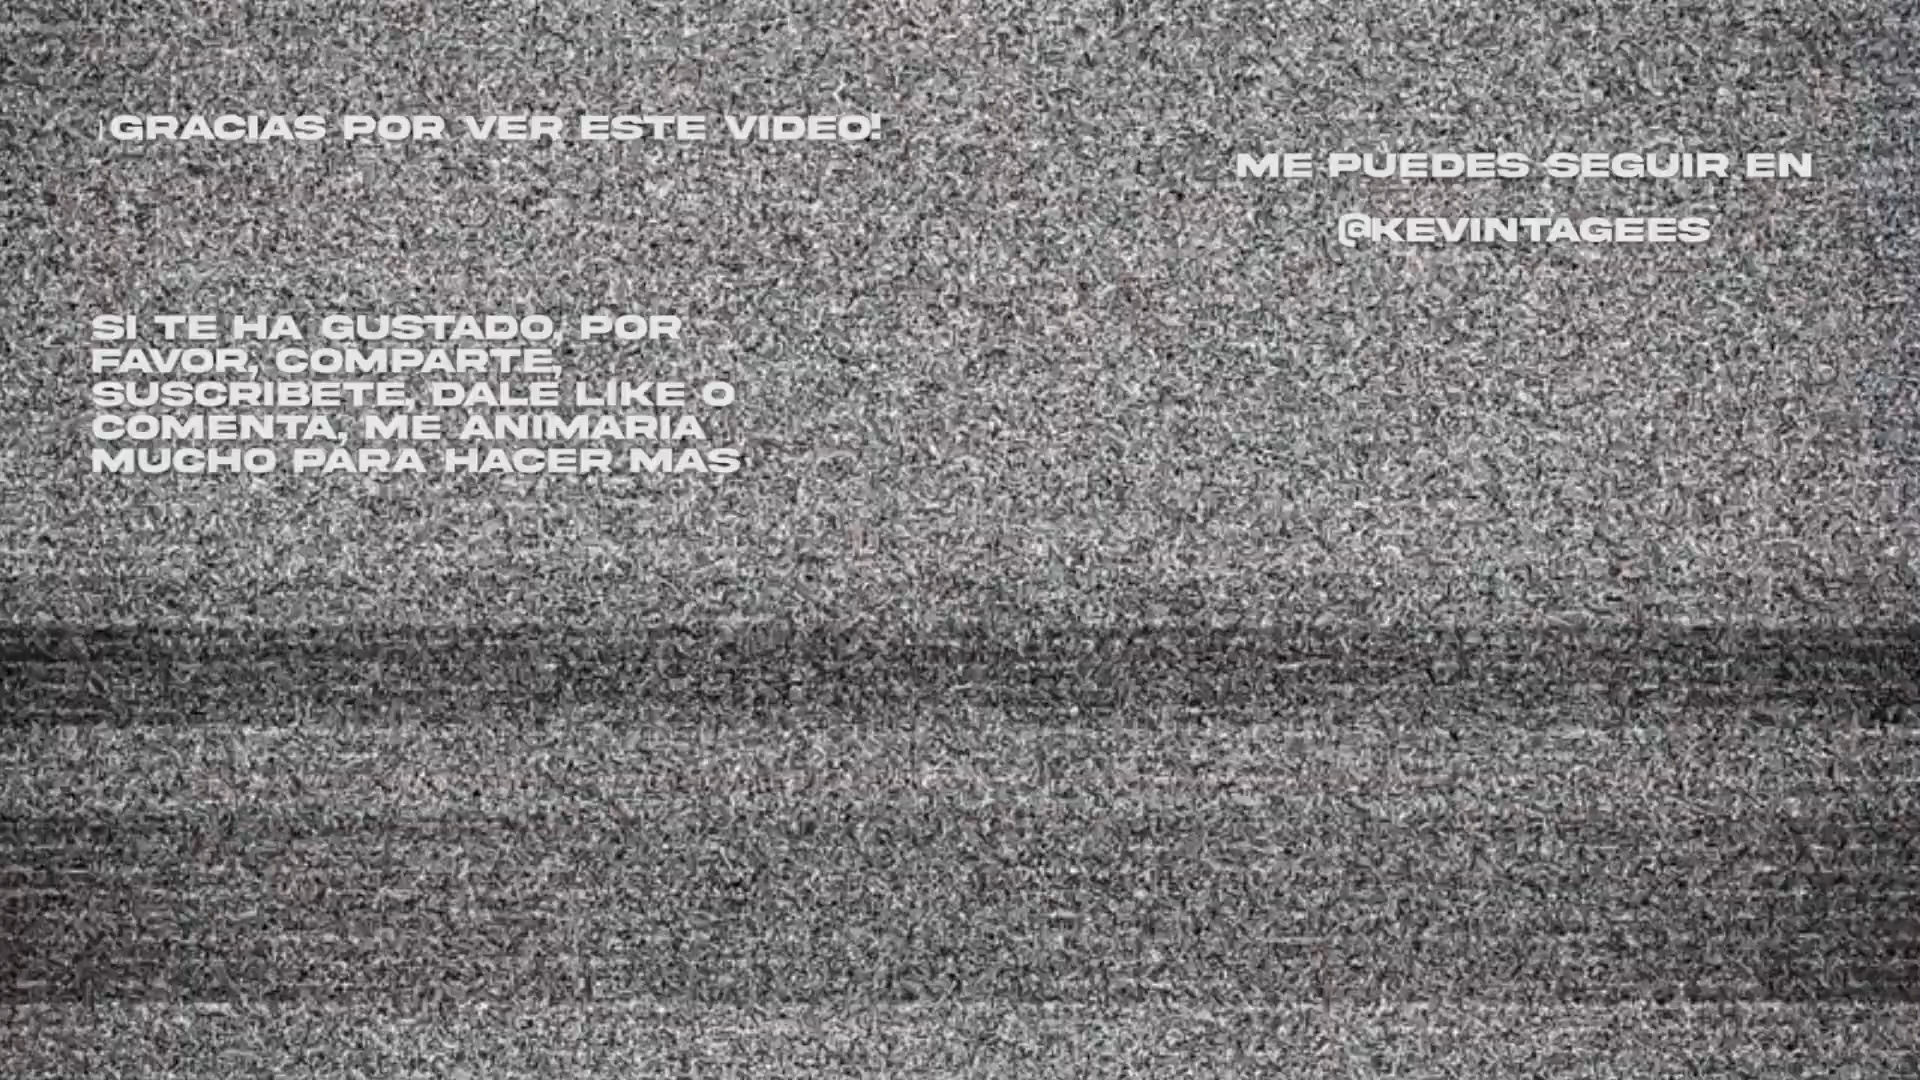 ¡GRACIAS POR VER ESTE VIDEO!
ME PUEDES SEGUIR EN
@KEVINTAGEES
SI TE HA GUSTADO, POR
FAVOR, COMPARTE,
SUSCRIBETE, DALE LIKE O
COMENTA, ME ANIMARIA
MUCHO PARA HACER MAS